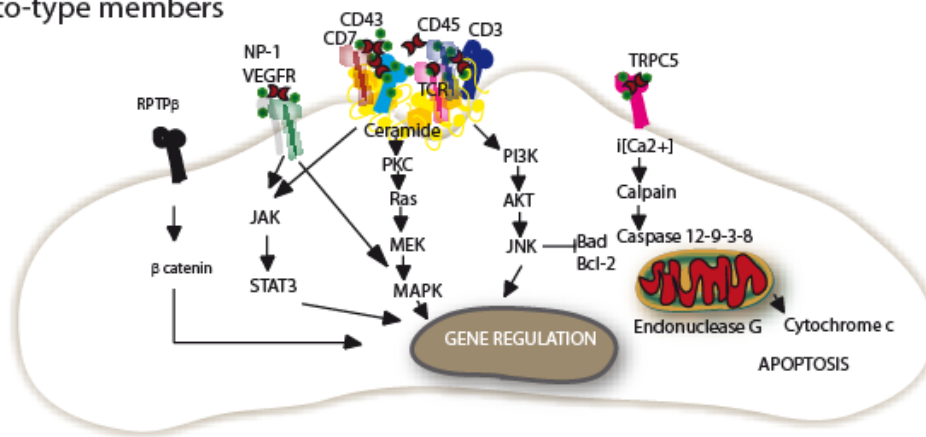 to-type members
CD43
CD7
CD45
CD3
NP-1
VEGFR
TCR
TRPC5
RPTPβ
Ceramide
i[Ca2+]
PKC
PI3K
Calpain
Ras
AKT
JAK
MEK
JNK
Bad
Bcl-2
Caspase 12-9-3-8
β catenin
STAT3
MAPK
GENE REGULATION
Endonuclease G
Cytochrome c
APOPTOSIS